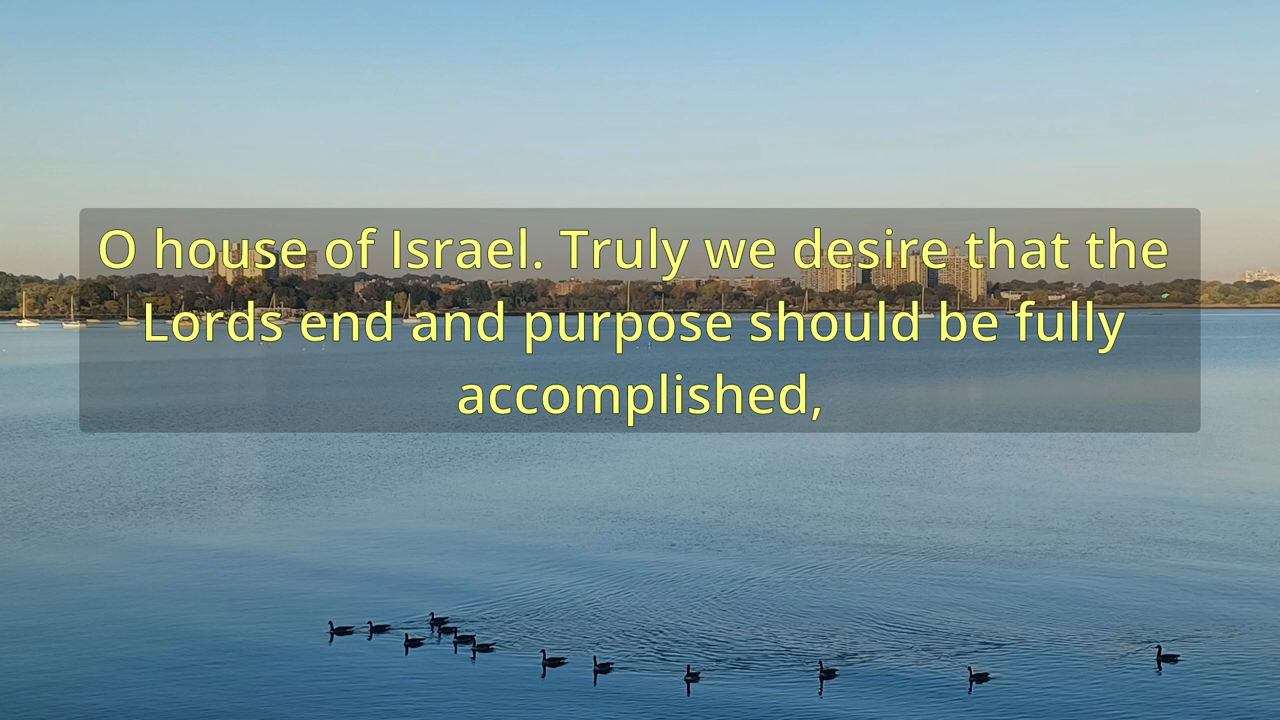 O house of Israel. Truly we desire that the
Lords end and purpose should be fully
accomplished,